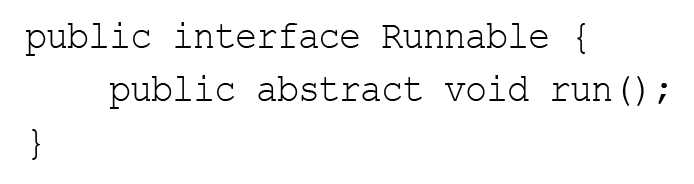 public interface Runnable {
    public abstract void run();
}